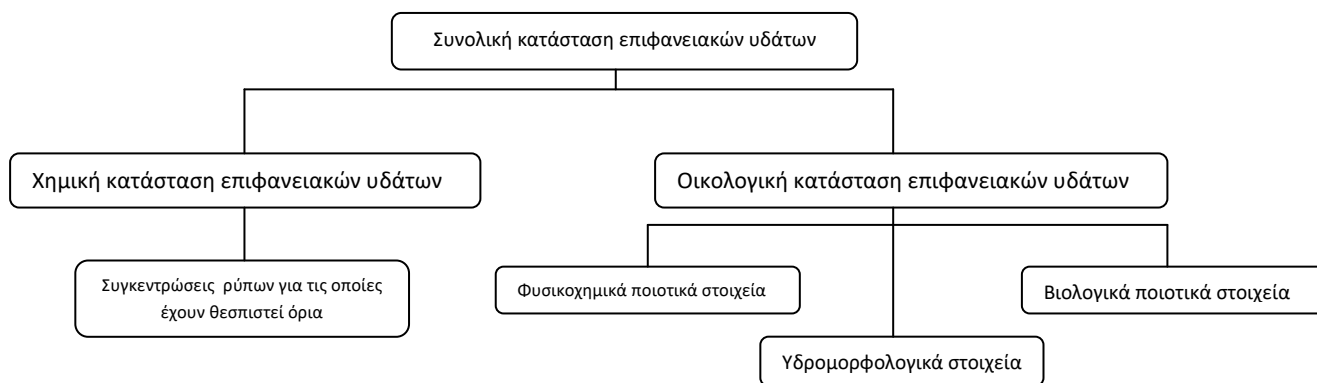 Συνολική κατάσταση επιφανειακών υδάτων
Χημική κατάσταση επιφανειακών υδάτων
Οικολογική κατάσταση επιφανειακών υδάτων
Συγκεντρώσεις ρύπων για τις οποίες
έχουν θεσπιστεί όρια
Φυσικοχημικά ποιοτικά στοιχεία
Βιολογικά ποιοτικά στοιχεία
Υδρομορφολογικά στοιχεία